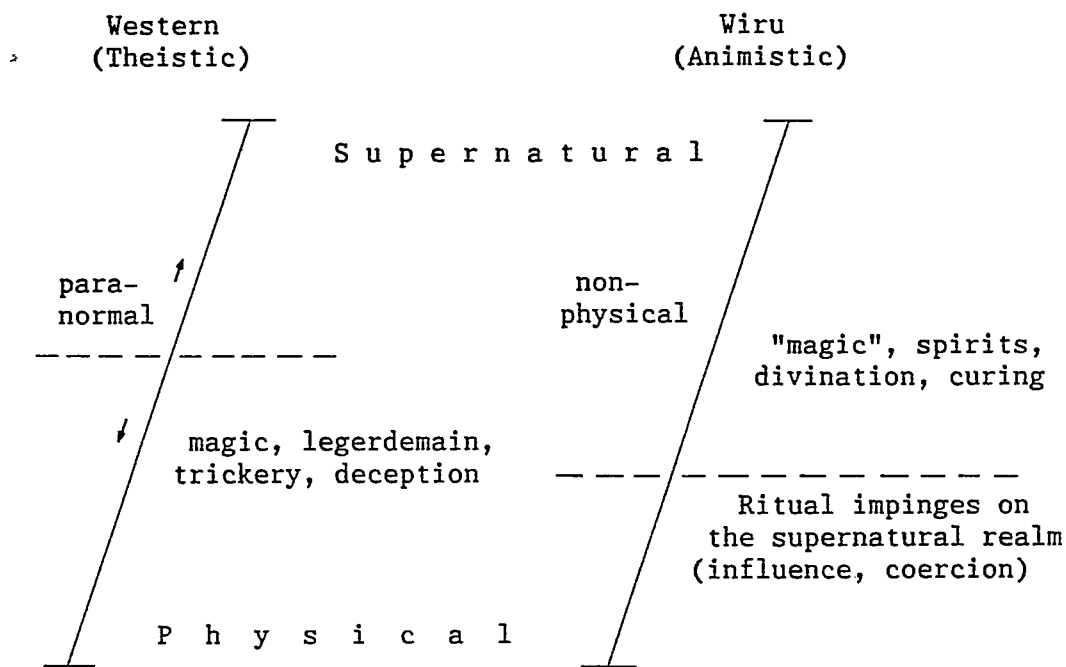 Western
(Theistic)
Wiru
(Animistic)
S u p e r n a t u r a l
para-
normal
non-
physical
"magic", spirits,
divination, curing
magic, legerdemain,
trickery, deception
Ritual impinges on
the supernatural realm
(influence, coercion)
P h y s i c a l